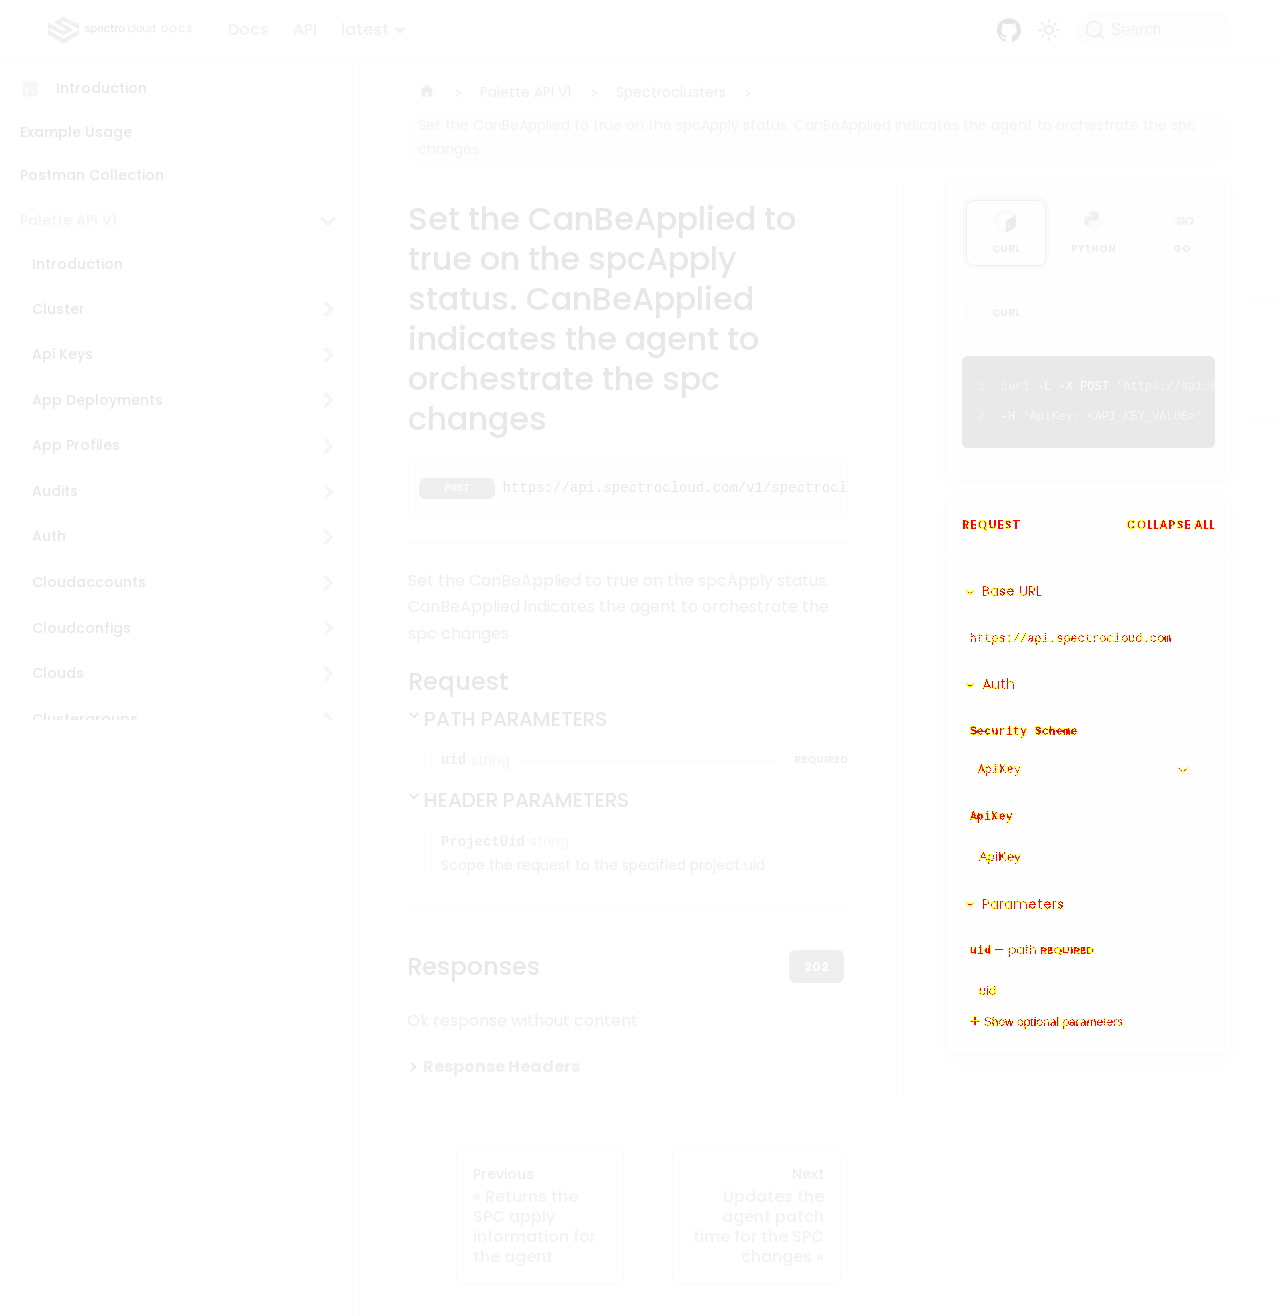 spectro cloud DOCS
Docs
API
latest
Search
Introduction
Example Usage
Postman Collection
Palette API V1
Introduction
Cluster
Api Keys
App Deployments
App Profiles
Audits
Auth
Cloudaccounts
Cloudconfigs
Clouds
Clustergroups
Palette API V1
Spectroclusters
Set the CanBeApplied to true on the spcApply status. CanBeApplied indicates the agent to orchestrate the spc
changes
Set the CanBeApplied to
true on the spcApply
status. CanBeApplied
indicates the agent to
orchestrate the spc
changes
POST https://api.spectrocloud.com/v1/spectrocl
Set the CanBeApplied to true on the spcApply status.
CanBeApplied indicates the agent to orchestrate the
spc changes
Request
PATH PARAMETERS
uid string REQUIRED
HEADER PARAMETERS
ProjectUid string
Scope the request to the specified project uid
Responses
202
Ok response without content
Response Headers
Previous
« Returns the
SPC apply
information for
the agent
Next
Updates the
agent patch
time for the SPC
changes »
CURL
PYTHON
GO
GO
CURL
1 curl -L -X POST 'https://api.s
2 -H 'ApiKey: <API_KEY_VALUE>'
REQUEST
COLLAPSE ALL
Base URL
https://api.spectrocloud.com
Auth
Security Scheme
ApiKey
ApiKey
ApiKey
Parameters
uid — path REQUIRED
uid
Show optional parameters